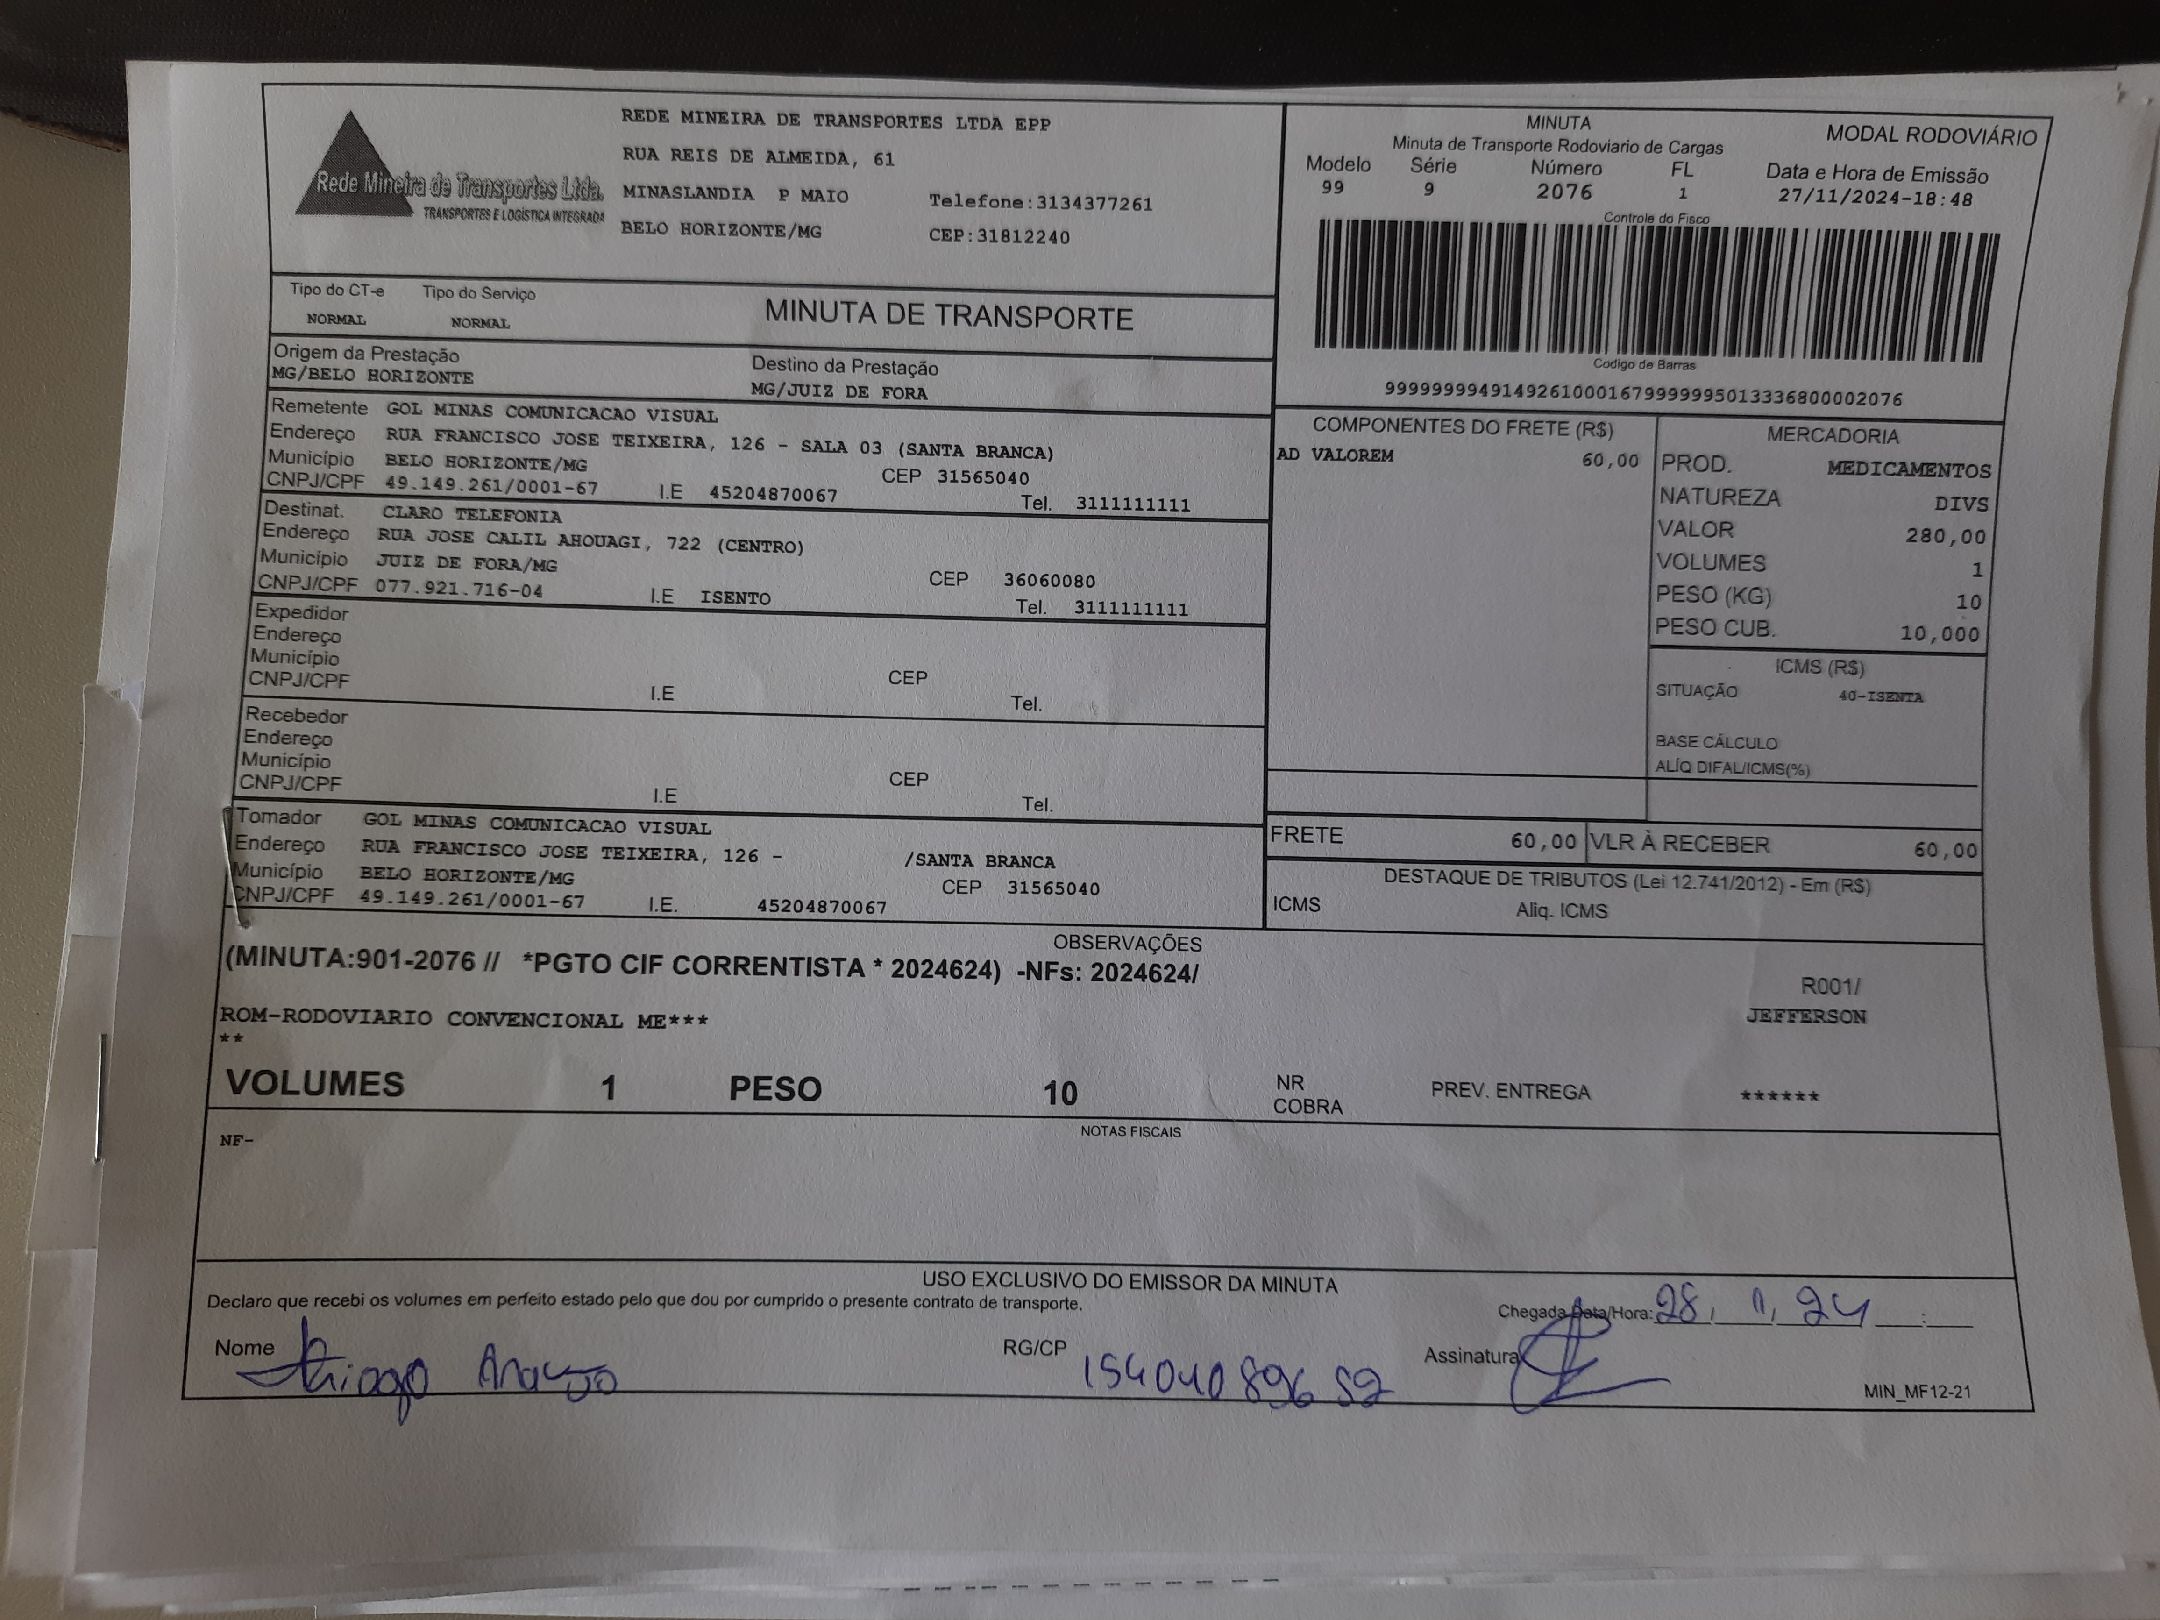 Rede Mineira de Transportes Ltda.
TRANSPORTES E LOGÍSTICA INTEGRADA
REDE MINEIRA DE TRANSPORTES LTDA EPP
RUA REIS DE ALMEIDA, 61
MINASLANDIA P MAIO Telefone:3134377261
BELO HORIZONTE/MG CEP:31812240
MINUTA
MODAL RODOVIÁRIO
Minuta de Transporte Rodoviario de Cargas
Modelo Série Número FL Data e Hora de Emissão
99 9 2076 1 27/11/2024-18:48
Controle do Fisco
Codigo de Barras
99999999491492610001679999999501333680000​2076
Tipo do CT-e Tipo do Serviço
NORMAL NORMAL
MINUTA DE TRANSPORTE
Origem da Prestação Destino da Prestação
MG/BELO HORIZONTE MG/JUIZ DE FORA
Remetente GOL MINAS COMUNICACAO VISUAL
Endereço RUA FRANCISCO JOSE TEIXEIRA, 126 - SALA 03 (SANTA BRANCA)
Município BELO HORIZONTE/MG CEP 31565040
CNPJ/CPF 49.149.261/0001-67 I.E 45204870067 Tel. 3111111111
Destinat. CLARO TELEFONIA
Endereço RUA JOSE CALIL AHOUAGI, 722 (CENTRO)
Município JUIZ DE FORA/MG CEP 36060080
CNPJ/CPF 077.921.716-04 I.E ISENTO Tel. 3111111111
Expedidor
Endereço
Município CEP
CNPJ/CPF I.E Tel.
Recebedor
Endereço
Município CEP
CNPJ/CPF I.E Tel.
Tomador GOL MINAS COMUNICACAO VISUAL
Endereço RUA FRANCISCO JOSE TEIXEIRA, 126 - /SANTA BRANCA
Município BELO HORIZONTE/MG CEP 31565040
CNPJ/CPF 49.149.261/0001-67 I.E. 45204870067
COMPONENTES DO FRETE (R$)
AD VALOREM 60,00
MERCADORIA
PROD. MEDICAMENTOS
NATUREZA DIVS
VALOR 280,00
VOLUMES 1
PESO (KG) 10
PESO CUB. 10,000
ICMS (R$)
SITUAÇÃO 40-ISENTA
BASE CÁLCULO
ALÍQ DIFAL/ICMS(%)
FRETE 60,00 VLR À RECEBER 60,00
DESTAQUE DE TRIBUTOS (Lei 12.741/2012) - Em (R$)
ICMS Aliq. ICMS
OBSERVAÇÕES
(MINUTA:901-2076 // *PGTO CIF CORRENTISTA * 2024624) -NFs: 2024624/
R001/
ROM-RODOVIARIO CONVENCIONAL ME*** JEFFERSON
**
VOLUMES 1 PESO 10 NR COBRA PREV. ENTREGA ******
NOTAS FISCAIS
NF-
USO EXCLUSIVO DO EMISSOR DA MINUTA
Declaro que recebi os volumes em perfeito estado pelo que dou por cumprido o presente contrato de transporte.
Chegada Data/Hora: 28, 11, 24 __:__
Nome Thiago Araujo RG/CP 15404089652 Assinatura
MIN_MF12-21